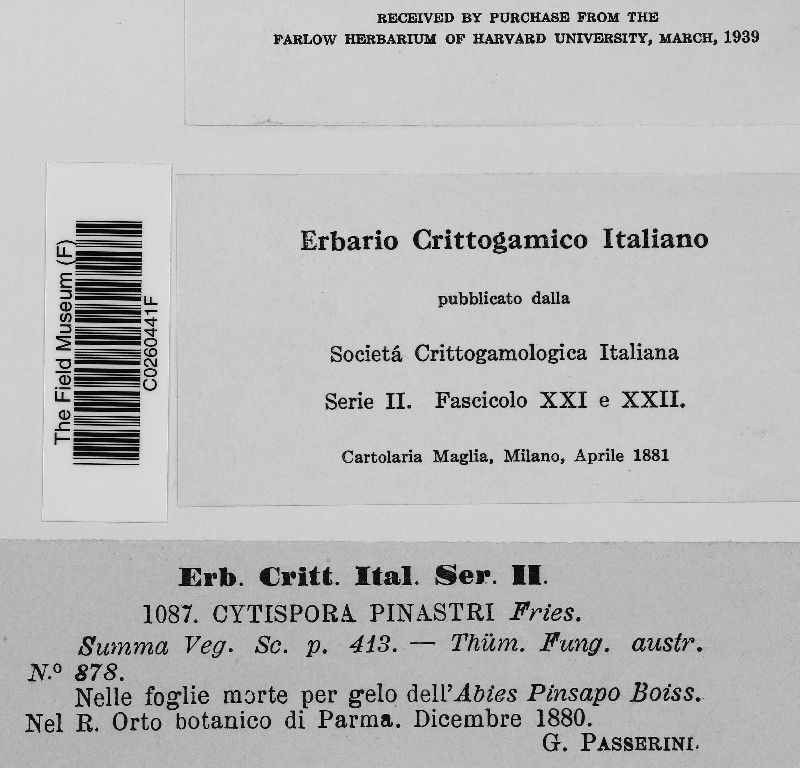 RECEIVED BY PURCHASE FROM THE
FARLOW HERBARIUM OF HARVARD UNIVERSITY, MARCH, 1939
The Field Museum (F)
C0260441F
Erbario Crittogamico Italiano
pubblicato dalla
Societá Crittogamologica Italiana
Serie II. Fascicolo XXI e XXII.
Cartolaria Maglia, Milano, Aprile 1881
Erb. Critt. Ital. Ser. II.
1087. CYTISPORA PINASTRI Fries.
Summa Veg. Sc. p. 413. — Thüm. Fung. austr.
N.º 878.
Nelle foglie morte per gelo dell'Abies Pinsapo Boiss.
Nel R. Orto botanico di Parma. Dicembre 1880.
G. PASSERINI.